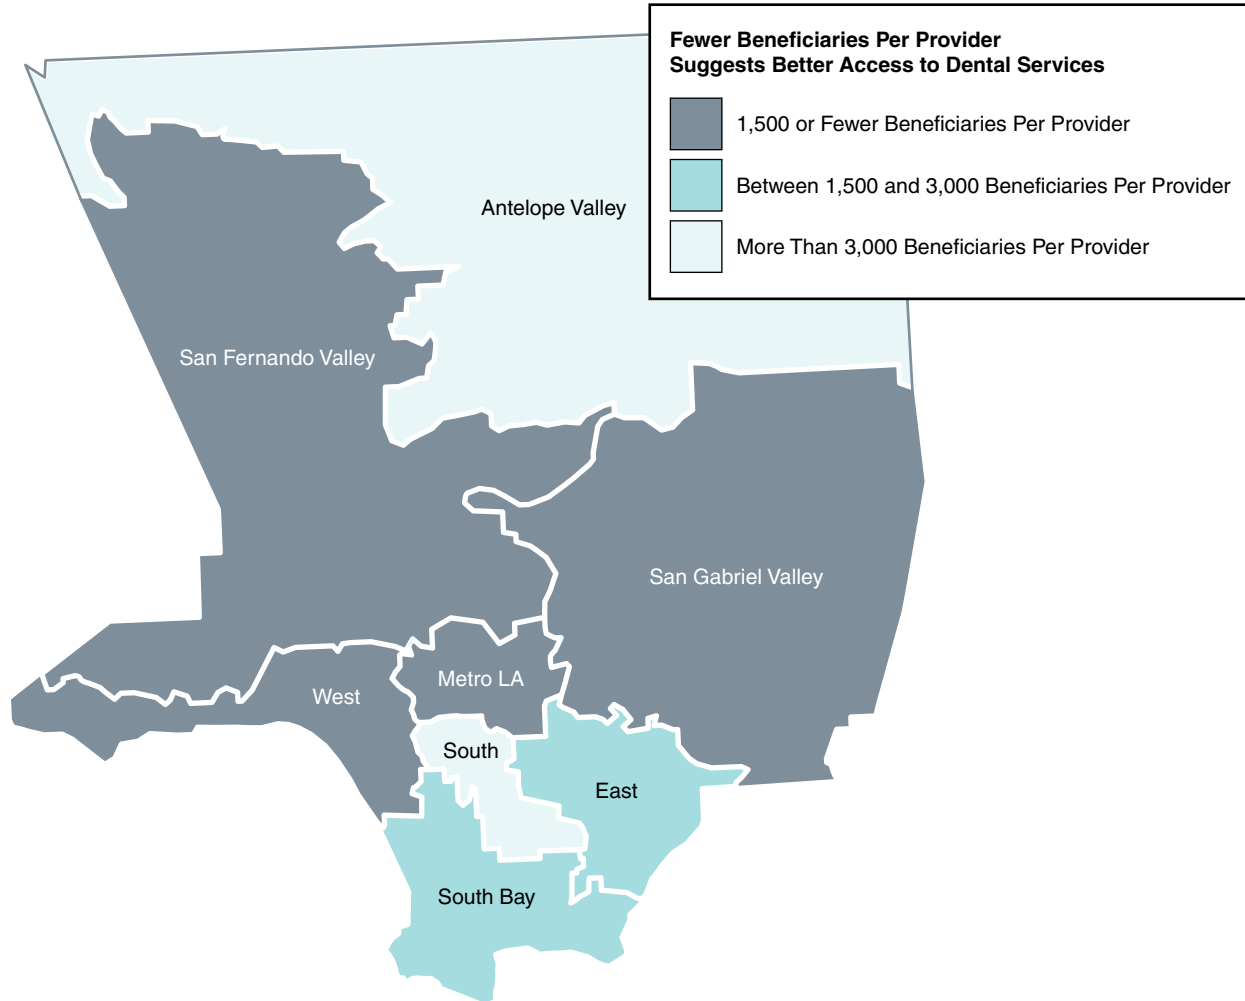 Fewer Beneficiaries Per Provider
Suggests Better Access to Dental Services
1,500 or Fewer Beneficiaries Per Provider
Between 1,500 and 3,000 Beneficiaries Per Provider
More Than 3,000 Beneficiaries Per Provider
Antelope Valley
San Fernando Valley
San Gabriel Valley
Metro LA
West
South
East
South Bay